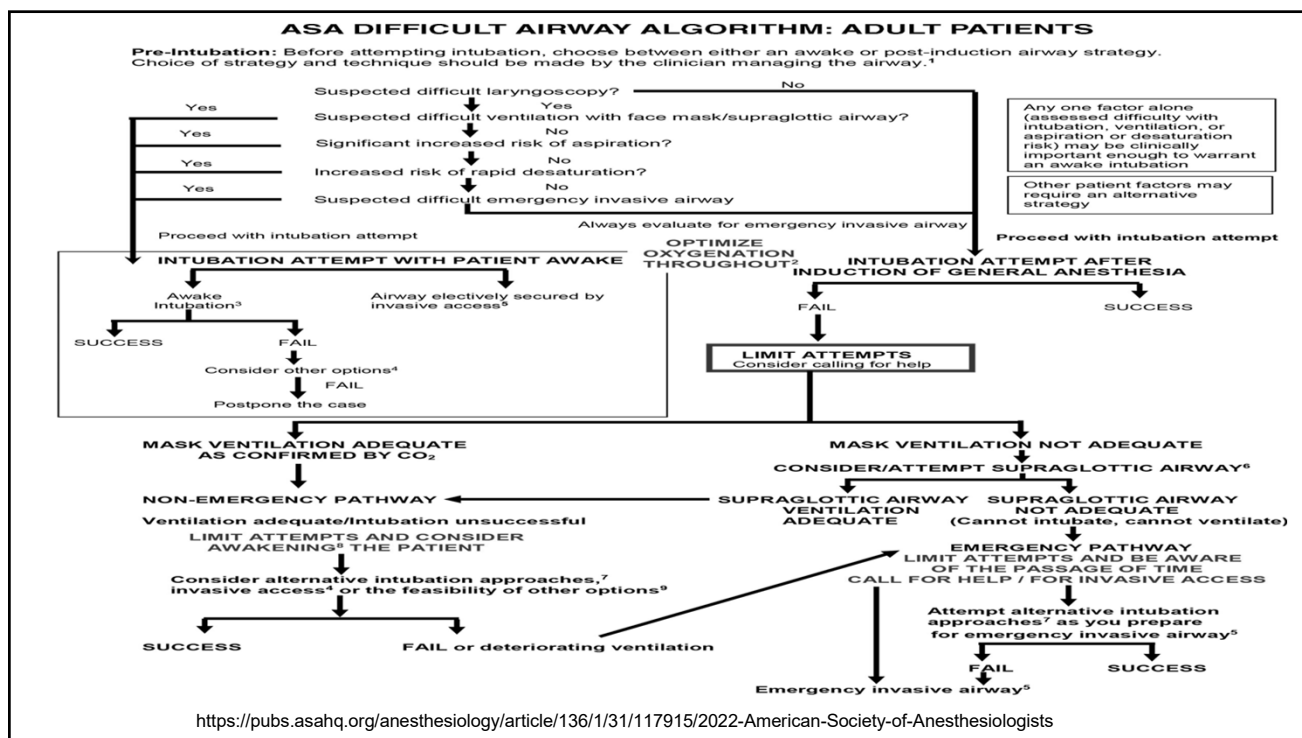 ASA DIFFICULT AIRWAY ALGORITHM: ADULT PATIENTS
Pre-Intubation: Before attempting intubation, choose between either an awake or post-induction airway strategy.
Choice of strategy and technique should be made by the clinician managing the airway.¹
Suspected difficult laryngoscopy?
No
Yes
Yes
Suspected difficult ventilation with face mask/supraglottic airway?
Yes
No
Significant increased risk of aspiration?
Yes
No
Increased risk of rapid desaturation?
Yes
No
Suspected difficult emergency invasive airway
Any one factor alone
(assessed difficulty with
intubation, ventilation, or
aspiration or desaturation
risk) may be clinically
important enough to warrant
an awake intubation
Other patient factors may
require an alternative
strategy
Always evaluate for emergency invasive airway
Proceed with intubation attempt
Proceed with intubation attempt
OPTIMIZE
OXYGENATION
THROUGHOUT²
INTUBATION ATTEMPT WITH PATIENT AWAKE
INTUBATION ATTEMPT AFTER
INDUCTION OF GENERAL ANESTHESIA
Awake
Intubation³
Airway electively secured by
invasive access⁵
SUCCESS
FAIL
Consider other options⁴
FAIL
Postpone the case
FAIL
SUCCESS
LIMIT ATTEMPTS
Consider calling for help
MASK VENTILATION ADEQUATE
AS CONFIRMED BY CO₂
MASK VENTILATION NOT ADEQUATE
CONSIDER/ATTEMPT SUPRAGLOTTIC AIRWAY⁶
NON-EMERGENCY PATHWAY
SUPRAGLOTTIC AIRWAY
VENTILATION
ADEQUATE
SUPRAGLOTTIC AIRWAY
NOT ADEQUATE
(Cannot intubate, cannot ventilate)
Ventilation adequate/Intubation unsuccessful
LIMIT ATTEMPTS AND CONSIDER
AWAKENING⁸ THE PATIENT
EMERGENCY PATHWAY
LIMIT ATTEMPTS AND BE AWARE
OF THE PASSAGE OF TIME
CALL FOR HELP / FOR INVASIVE ACCESS
Consider alternative intubation approaches,⁷
invasive access⁴ or the feasibility of other options⁹
Attempt alternative intubation
approaches⁷ as you prepare
for emergency invasive airway⁵
SUCCESS
FAIL or deteriorating ventilation
FAIL
SUCCESS
Emergency invasive airway⁵
https://pubs.asahq.org/anesthesiology/article/136/1/31/117915/2022-American-Society-of-Anesthesiologists